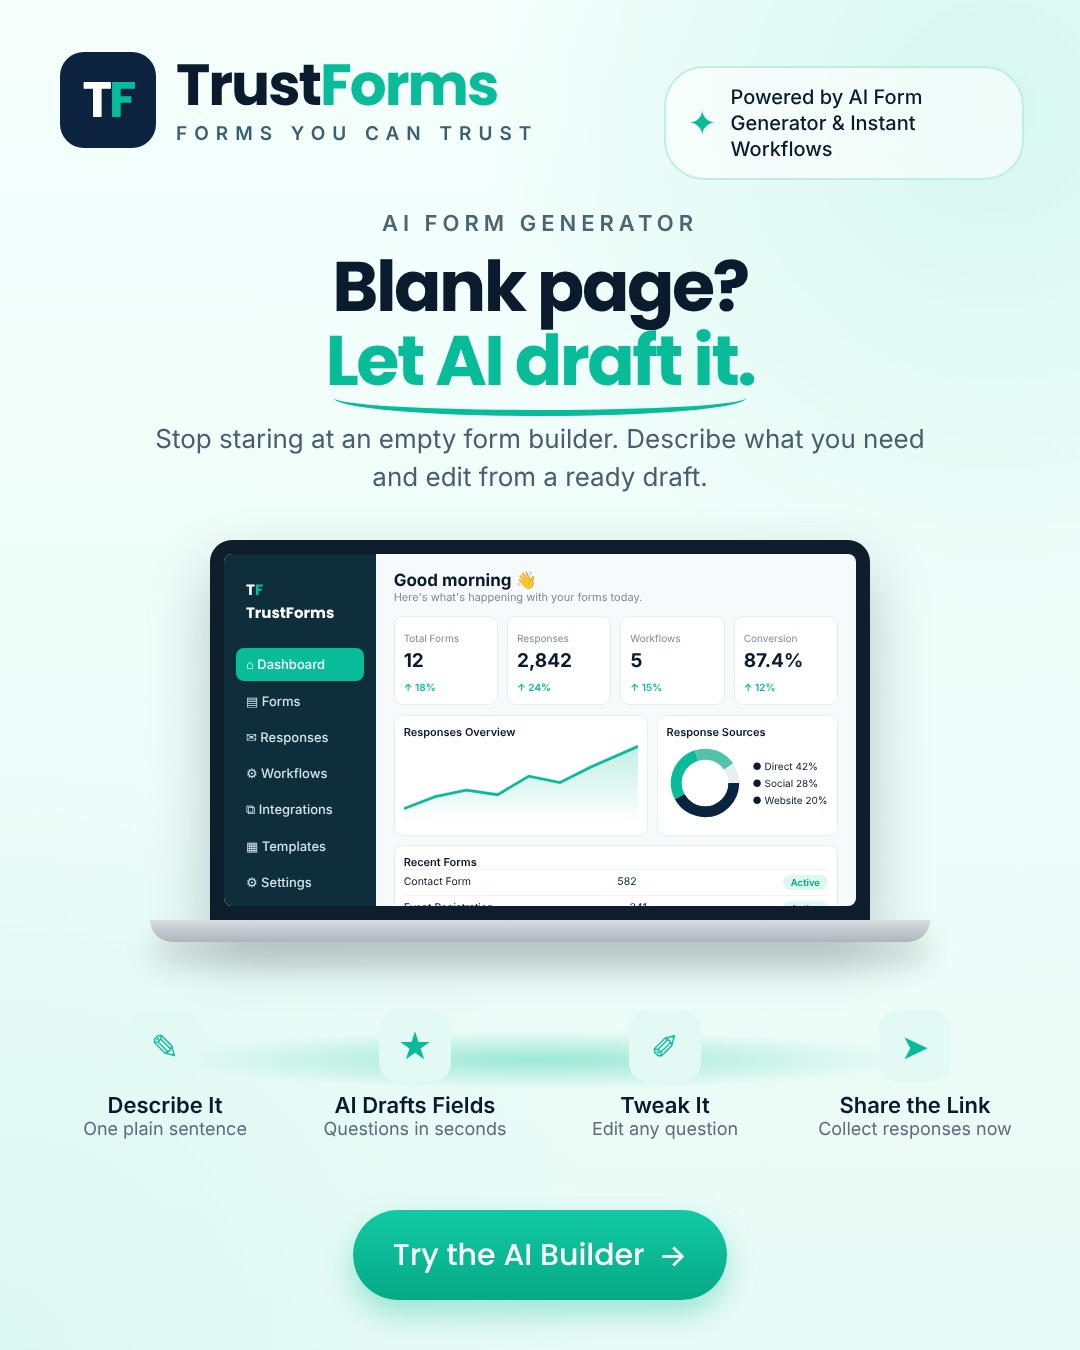 TF
TrustForms
FORMS YOU CAN TRUST
Powered by AI Form
Generator & Instant
Workflows
AI FORM GENERATOR
Blank page?
Let AI draft it.
Stop staring at an empty form builder. Describe what you need
and edit from a ready draft.
TF
TrustForms
Dashboard
Forms
Responses
Workflows
Integrations
Templates
Settings
Good morning 👋
Here's what's happening with your forms today.
Total Forms
12
↑ 18%
Responses
2,842
↑ 24%
Workflows
5
↑ 15%
Conversion
87.4%
↑ 12%
Responses Overview
Response Sources
Direct 42%
Social 28%
Website 20%
Recent Forms
Contact Form 582 Active
Describe It
One plain sentence
AI Drafts Fields
Questions in seconds
Tweak It
Edit any question
Share the Link
Collect responses now
Try the AI Builder →